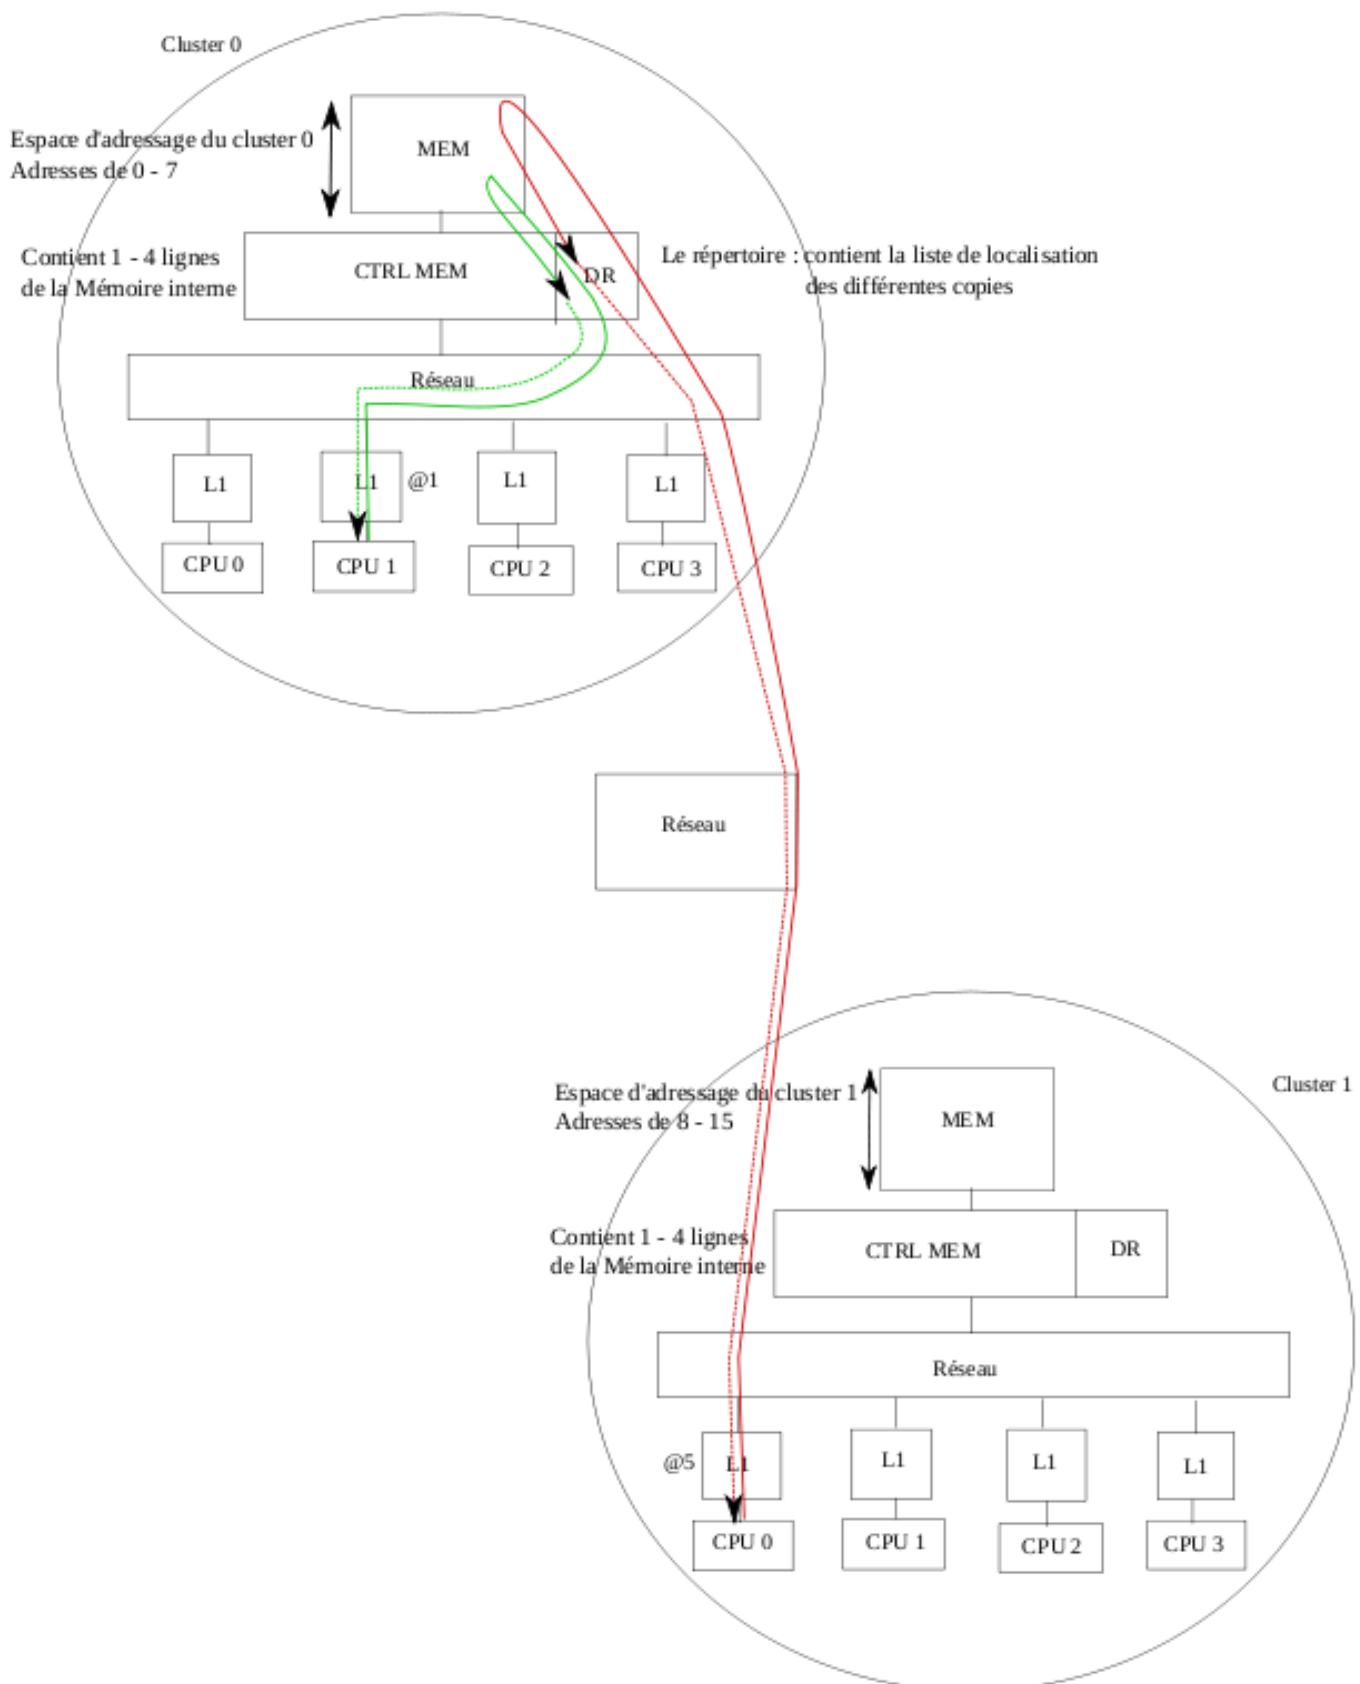 Cluster 0
MEM
Espace d'adressage du cluster 0
Adresses de 0 - 7
Contient 1 - 4 lignes
de la Mémoire interne
CTRL MEM
DR
Le répertoire : contient la liste de localisation
des différentes copies
Réseau
L1
L1
@1
L1
L1
CPU 0
CPU 1
CPU 2
CPU 3
Réseau
Cluster 1
Espace d'adressage du cluster 1
Adresses de 8 - 15
MEM
Contient 1 - 4 lignes
de la Mémoire interne
CTRL MEM
DR
Réseau
@5
L1
L1
L1
L1
CPU 0
CPU 1
CPU 2
CPU 3